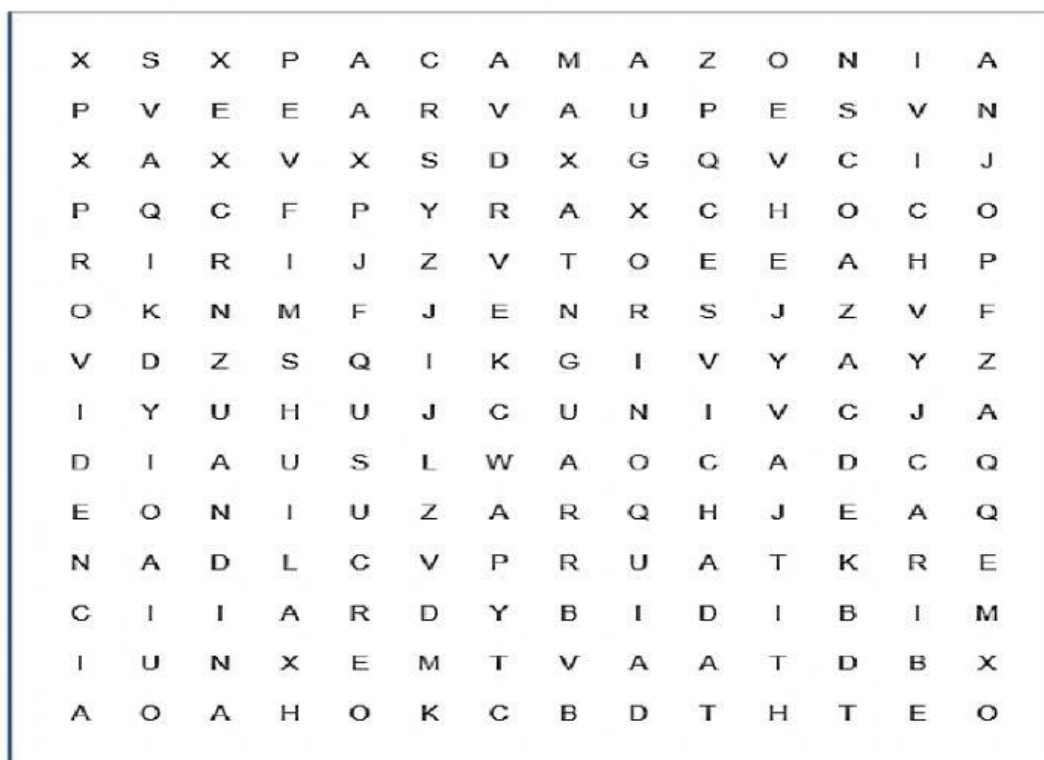 X S X P A C A M A Z O N I A
P V E E A R V A U P E S V N
X A X V X S D X G Q V C I J
P Q C F P Y R A X C H O C O
R I R I J Z V T O E E A H P
O K N M F J E N R S J Z V F
V D Z S Q I K G I V Y A Y Z
I Y U H U J C U N I V C J A
D I A U S L W A O C A D C Q
E O N I U Z A R Q H J E A Q
N A D L C V P R U A T K R E
C I I A R D Y B I D I B I M
I U N X E M T V A A T D B X
A O A H O K C B D T H T E O